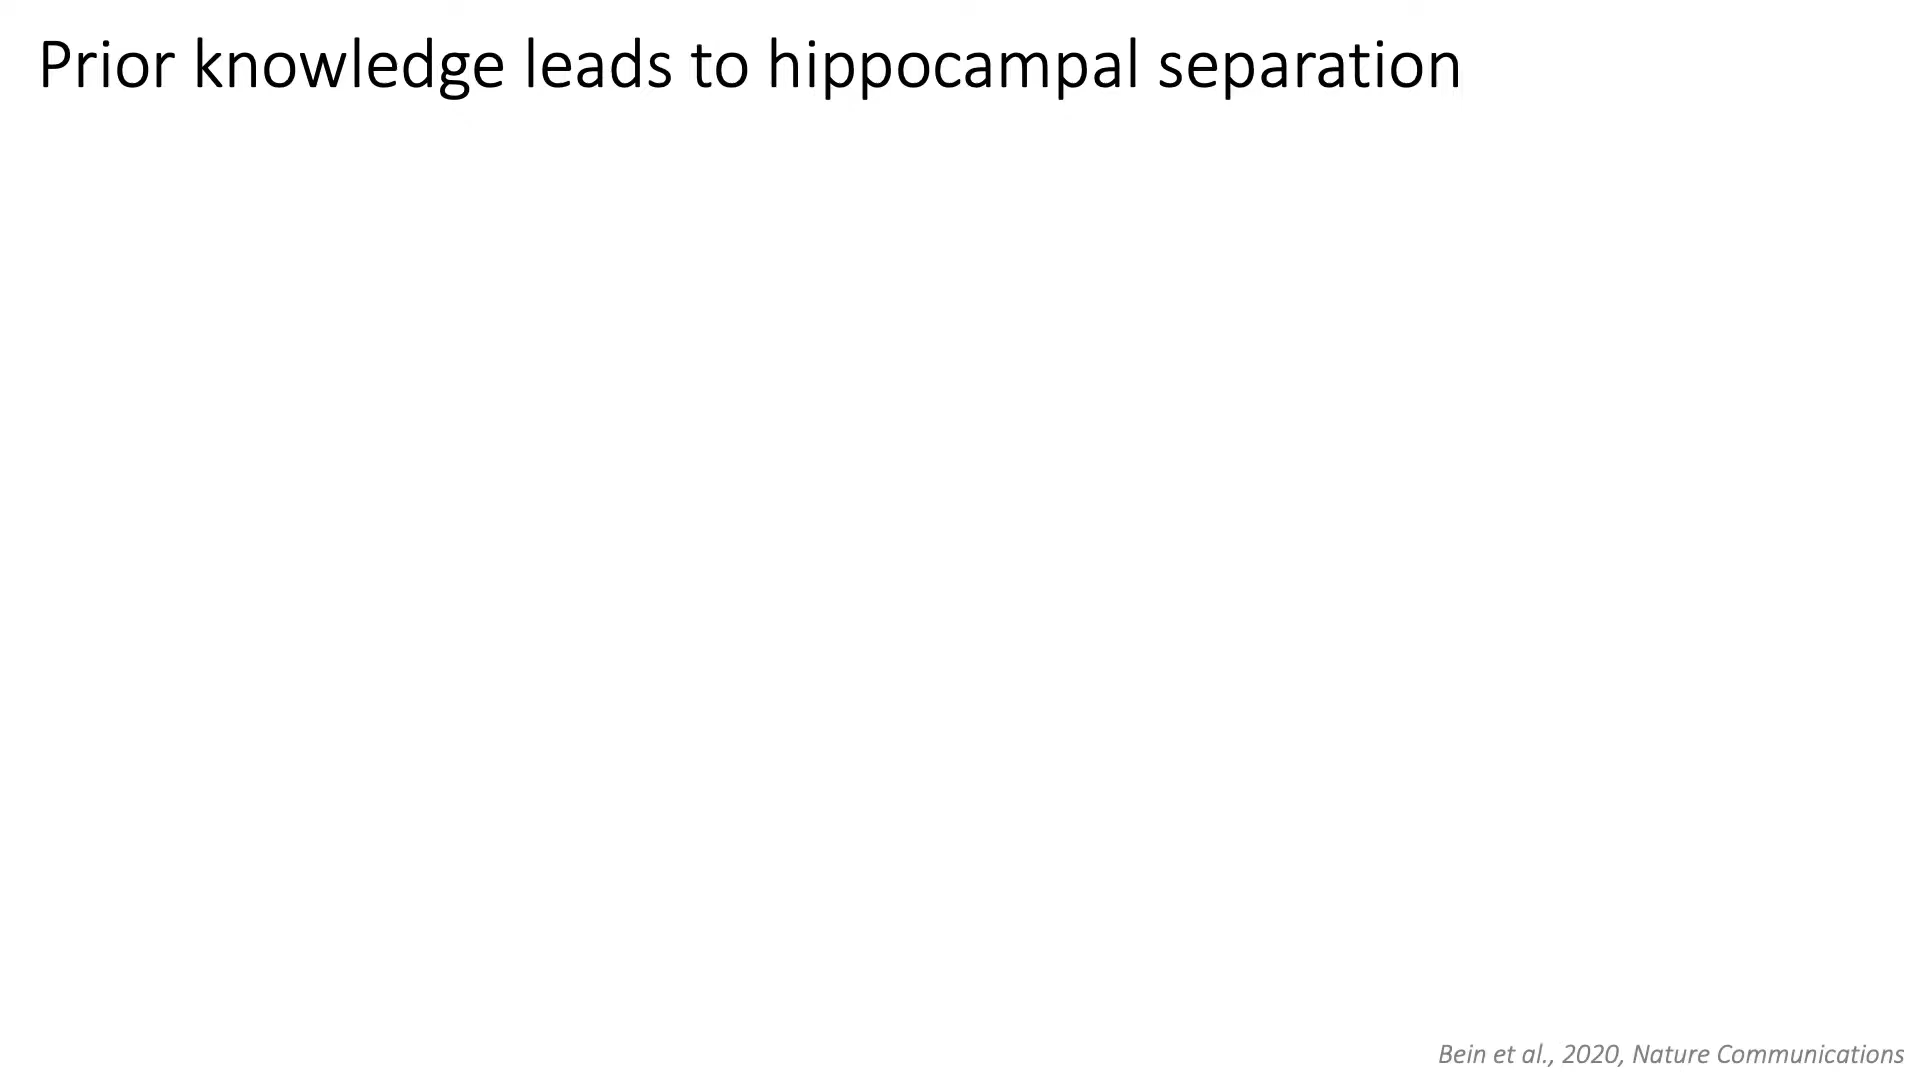 Prior knowledge leads to hippocampal separation
Bein et al., 2020, Nature Communications